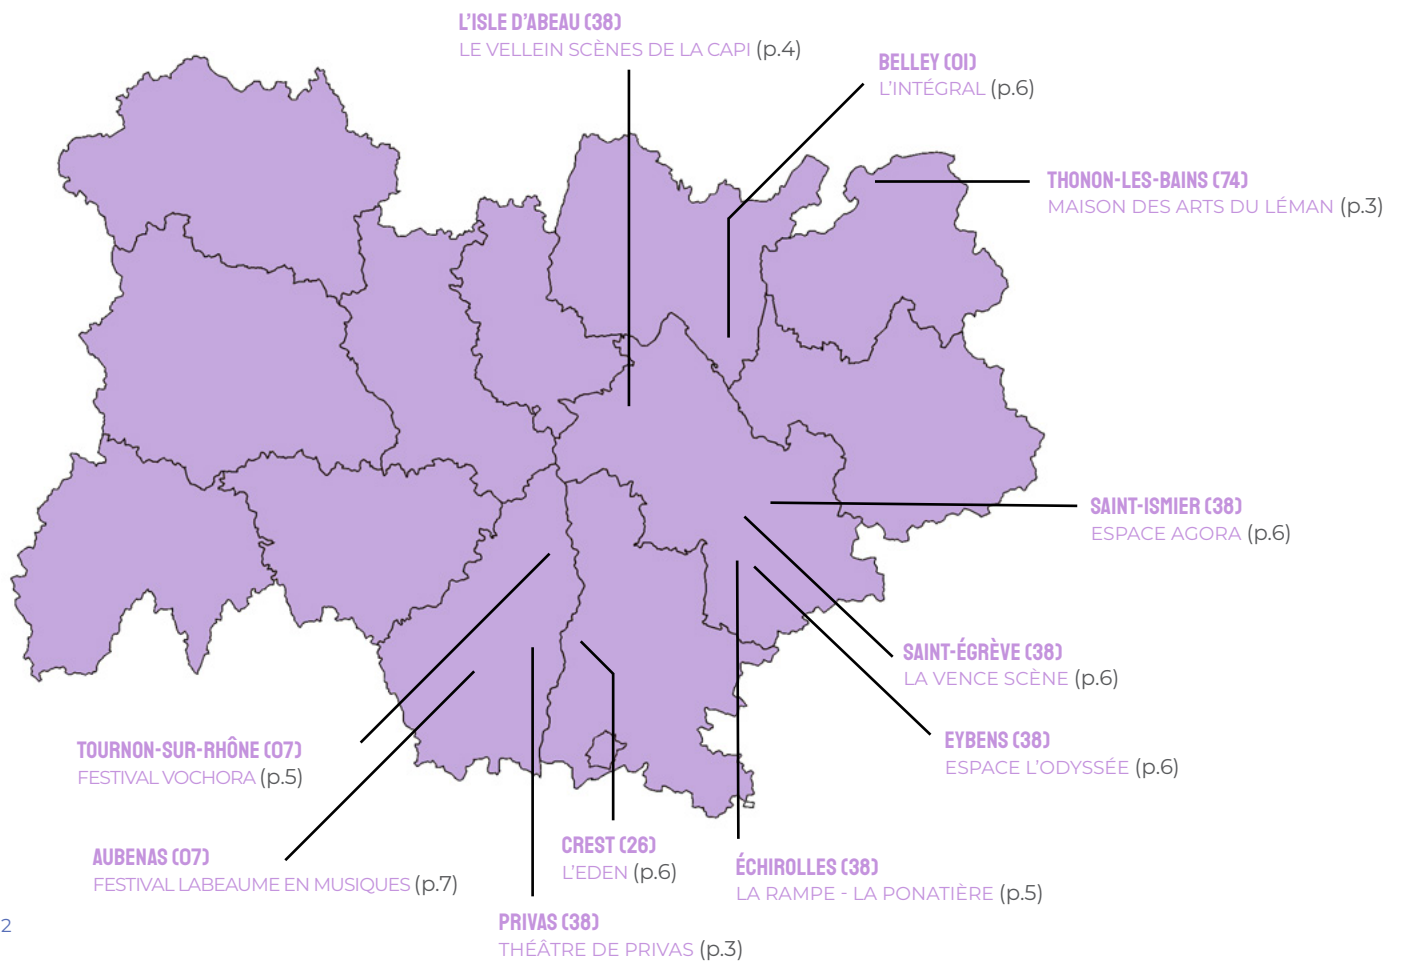 L'ISLE D'ABEAU (38)
LE VELLEIN SCÈNES DE LA CAPI (p.4)
BELLEY (01)
L'INTÉGRAL (p.6)
THONON-LES-BAINS (74)
MAISON DES ARTS DU LÉMAN (p.3)
SAINT-ISMIER (38)
ESPACE AGORA (p.6)
SAINT-ÉGRÈVE (38)
LA VENCE SCÈNE (p.6)
EYBENS (38)
ESPACE L'ODYSSÉE (p.6)
TOURNON-SUR-RHÔNE (07)
FESTIVAL VOCHORA (p.5)
AUBENAS (07)
FESTIVAL LABEAUME EN MUSIQUES (p.7)
CREST (26)
L'EDEN (p.6)
ÉCHIROLLES (38)
LA RAMPE - LA PONATIÈRE (p.5)
PRIVAS (38)
THÉÂTRE DE PRIVAS (p.3)
2